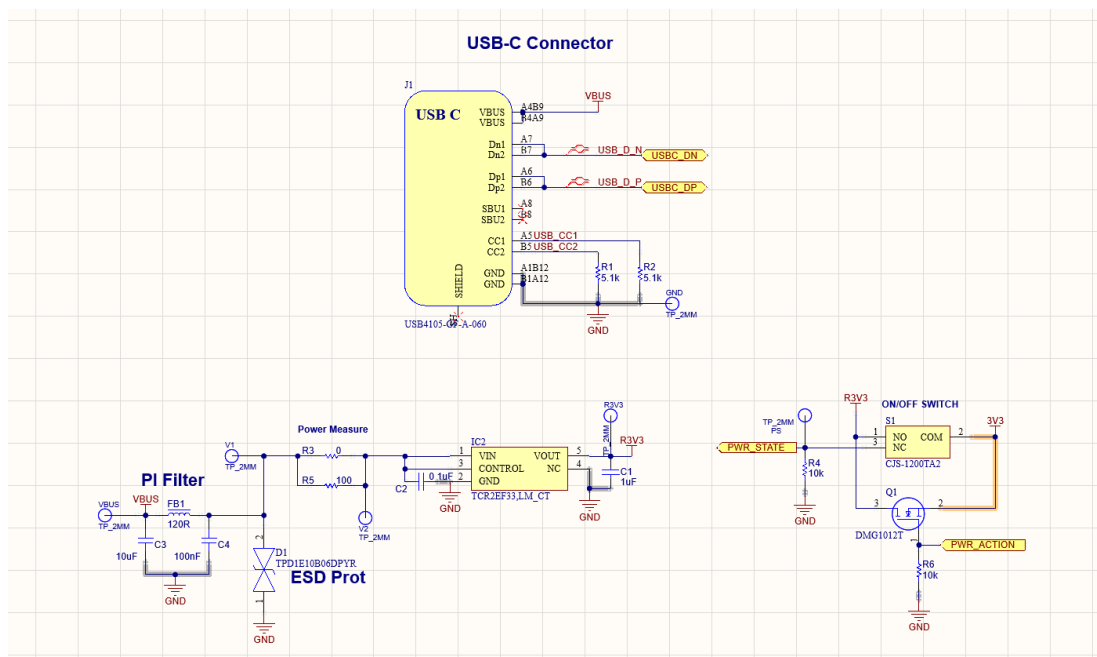 USB-C Connector
J1
USB C
VBUS A4B9
VBUS B4A9
VBUS
Dn1 A7
Dn2 B7
USB_D_N
USBC_DN
Dp1 A6
Dp2 B6
USB_D_P
USBC_DP
SBU1 A8
SBU2 B8
CC1 A5 USB_CC1
CC2 B5 USB_CC2
R1
5.1k
R2
5.1k
GND A1B12
GND B1A12
SHIELD
GND
TP_2MM
GND
USB4105-GF-A-060
Power Measure
V1
TP_2MM
R3 0
R5 100
V2
TP_2MM
PI Filter
VBUS
TP_2MM
VBUS
FB1
120R
C3
10uF
C4
100nF
GND
2
D1
TPD1E10B06DPYR
ESD Prot
1
GND
IC2
1 VIN VOUT 5
3 CONTROL NC 4
2 GND
TCR2EF33,LM_CT
C2 0.1uF
GND
R3V3
TP_2MM
R3V3
C1
1uF
GND
PWR_STATE
TP_2MM
PS
R4
10k
GND
R3V3
ON/OFF SWITCH
S1
1 NO COM 2
3 NC
CJS-1200TA2
3V3
Q1
3 2
DMG1012T
1
PWR_ACTION
R6
10k
GND